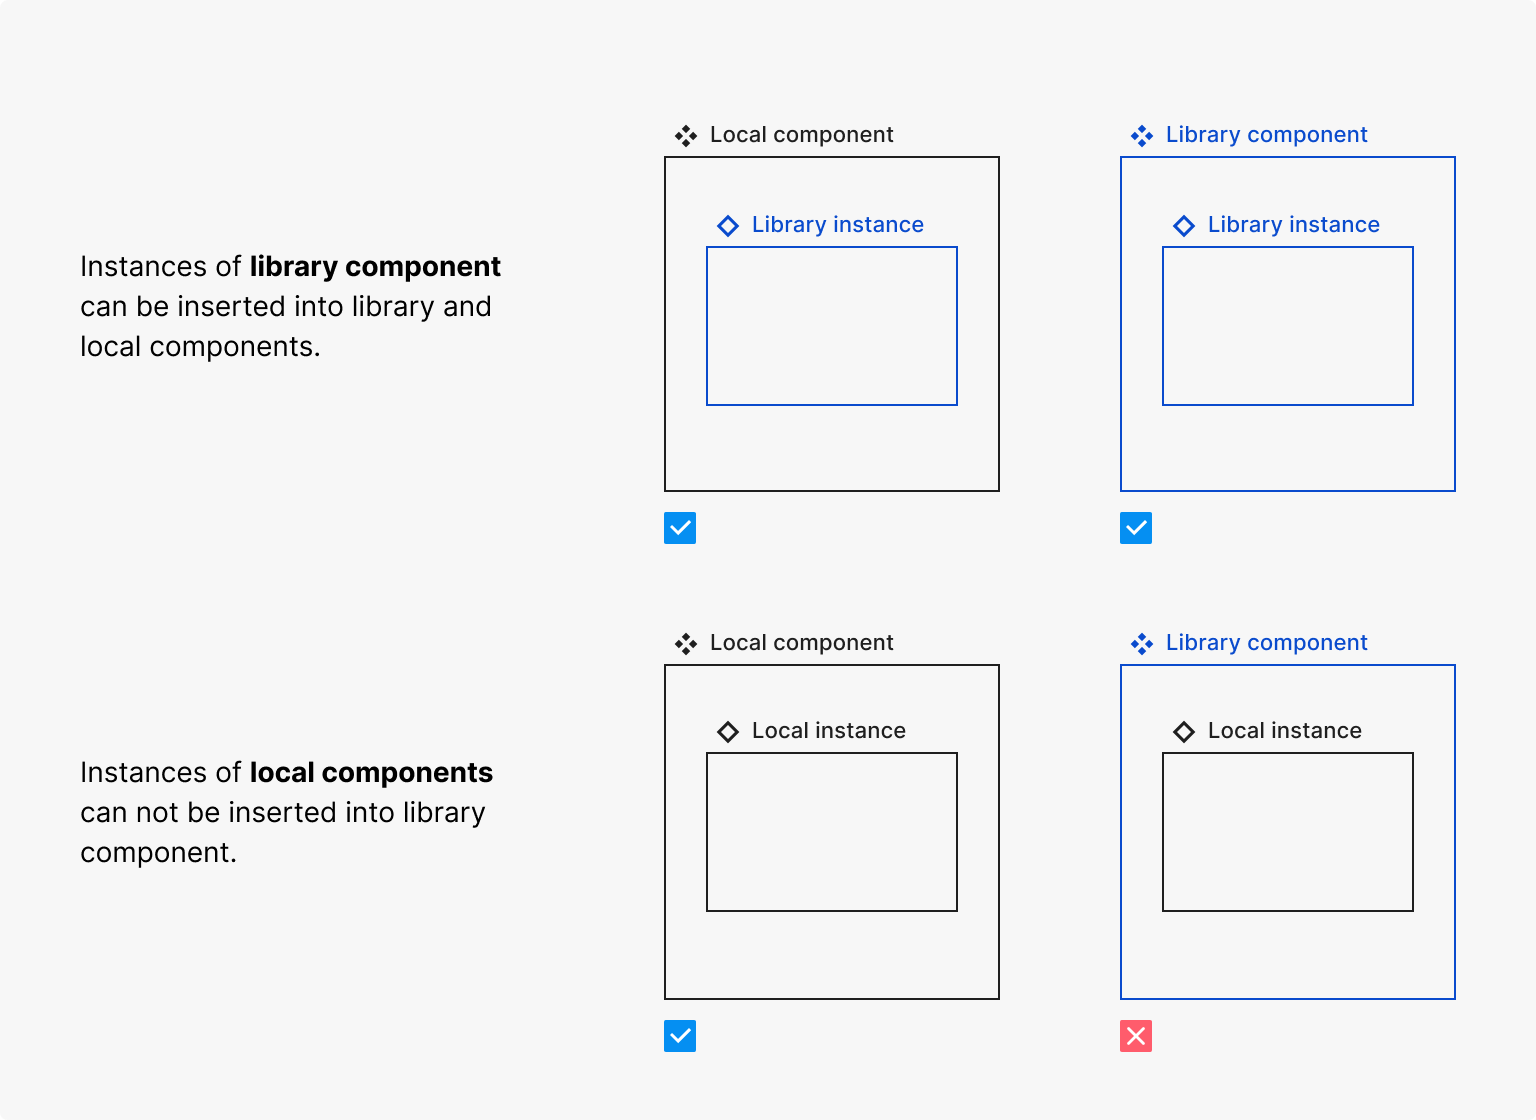 Local component
Library component
Library instance
Library instance
Instances of library component
can be inserted into library and
local components.
Local component
Library component
Local instance
Local instance
Instances of local components
can not be inserted into library
component.